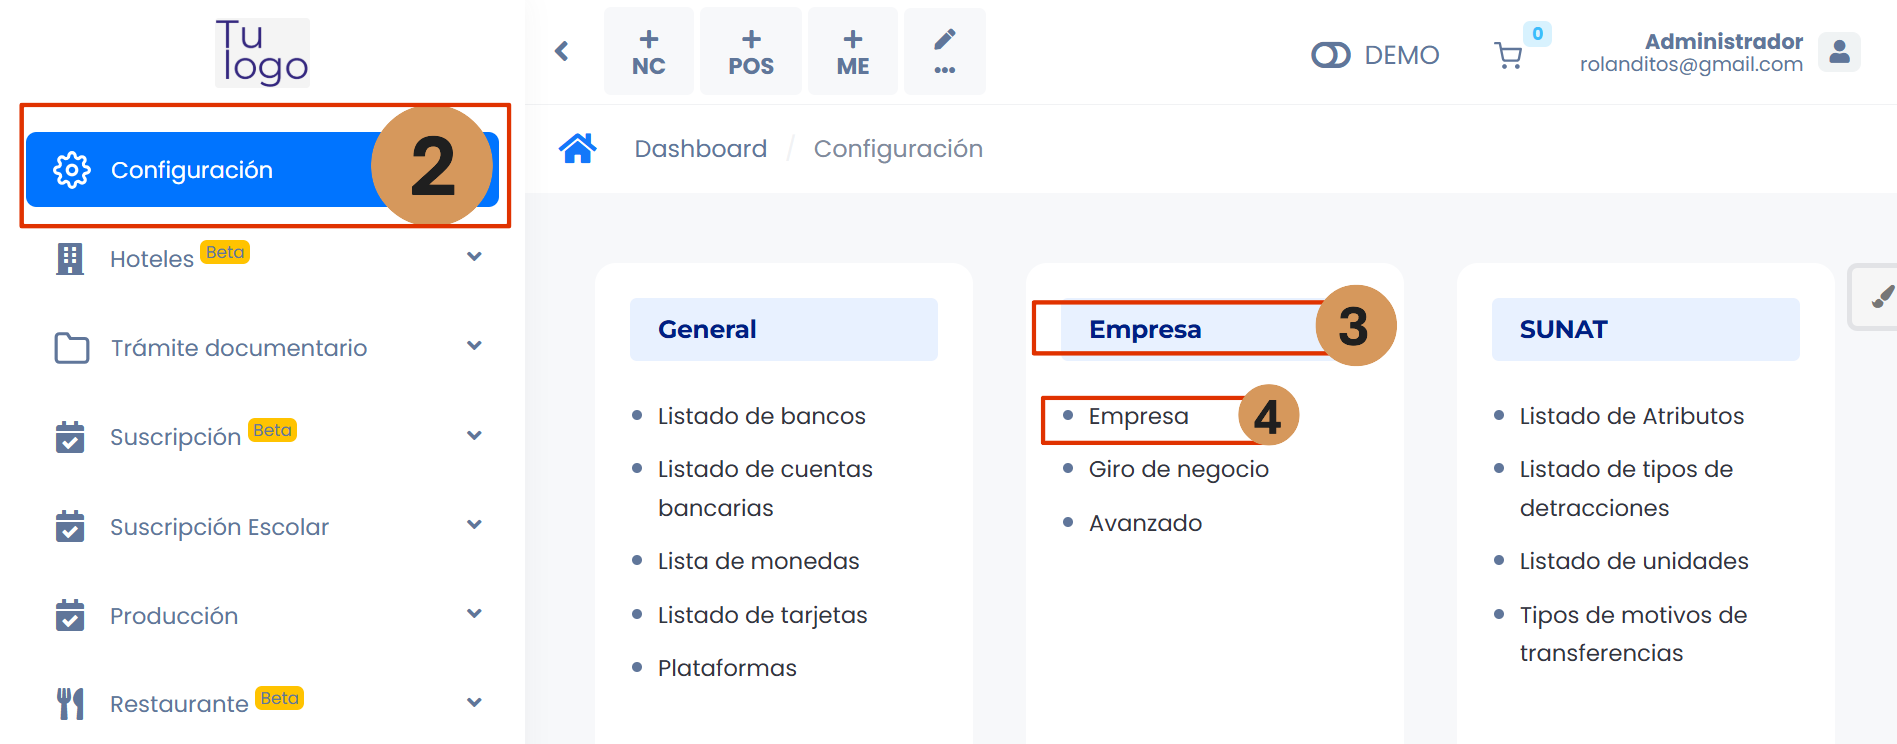 Tu
logo
NC
POS
ME
...
DEMO
0
Administrador
rolanditos@gmail.com
Configuración
2
Dashboard / Configuración
Hoteles Beta
Trámite documentario
Suscripción Beta
Suscripción Escolar
Producción
Restaurante Beta
General
Listado de bancos
Listado de cuentas
bancarias
Lista de monedas
Listado de tarjetas
Plataformas
Empresa
3
Empresa
4
Giro de negocio
Avanzado
SUNAT
Listado de Atributos
Listado de tipos de
detracciones
Listado de unidades
Tipos de motivos de
transferencias